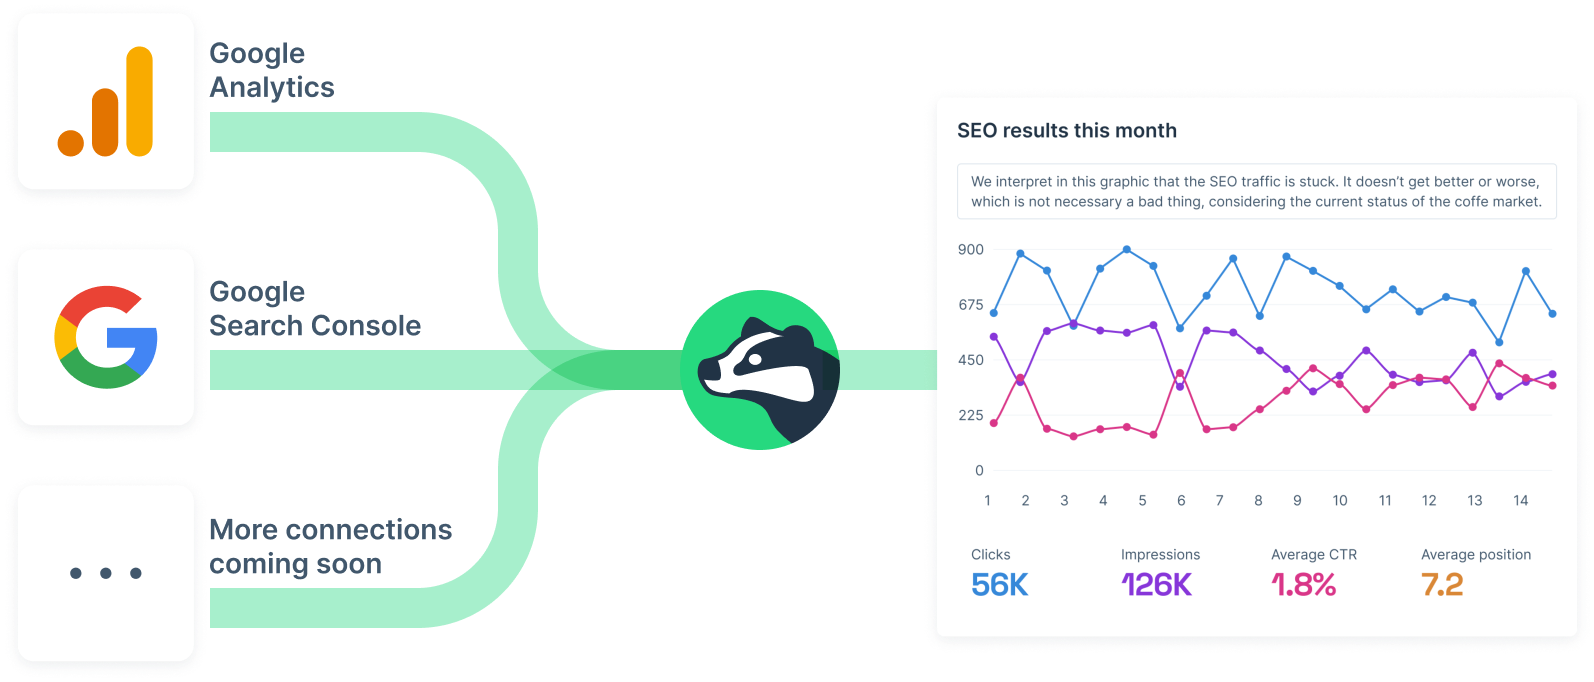 Google
Analytics
Google
Search Console
More connections
coming soon
SEO results this month
We interpret in this graphic that the SEO traffic is stuck. It doesn’t get better or worse,
which is not necessary a bad thing, considering the current status of the coffe market.
900
675
450
225
0
1 2 3 4 5 6 7 8 9 10 11 12 13 14
Clicks Impressions Average CTR Average position
56K 126K 1.8% 7.2